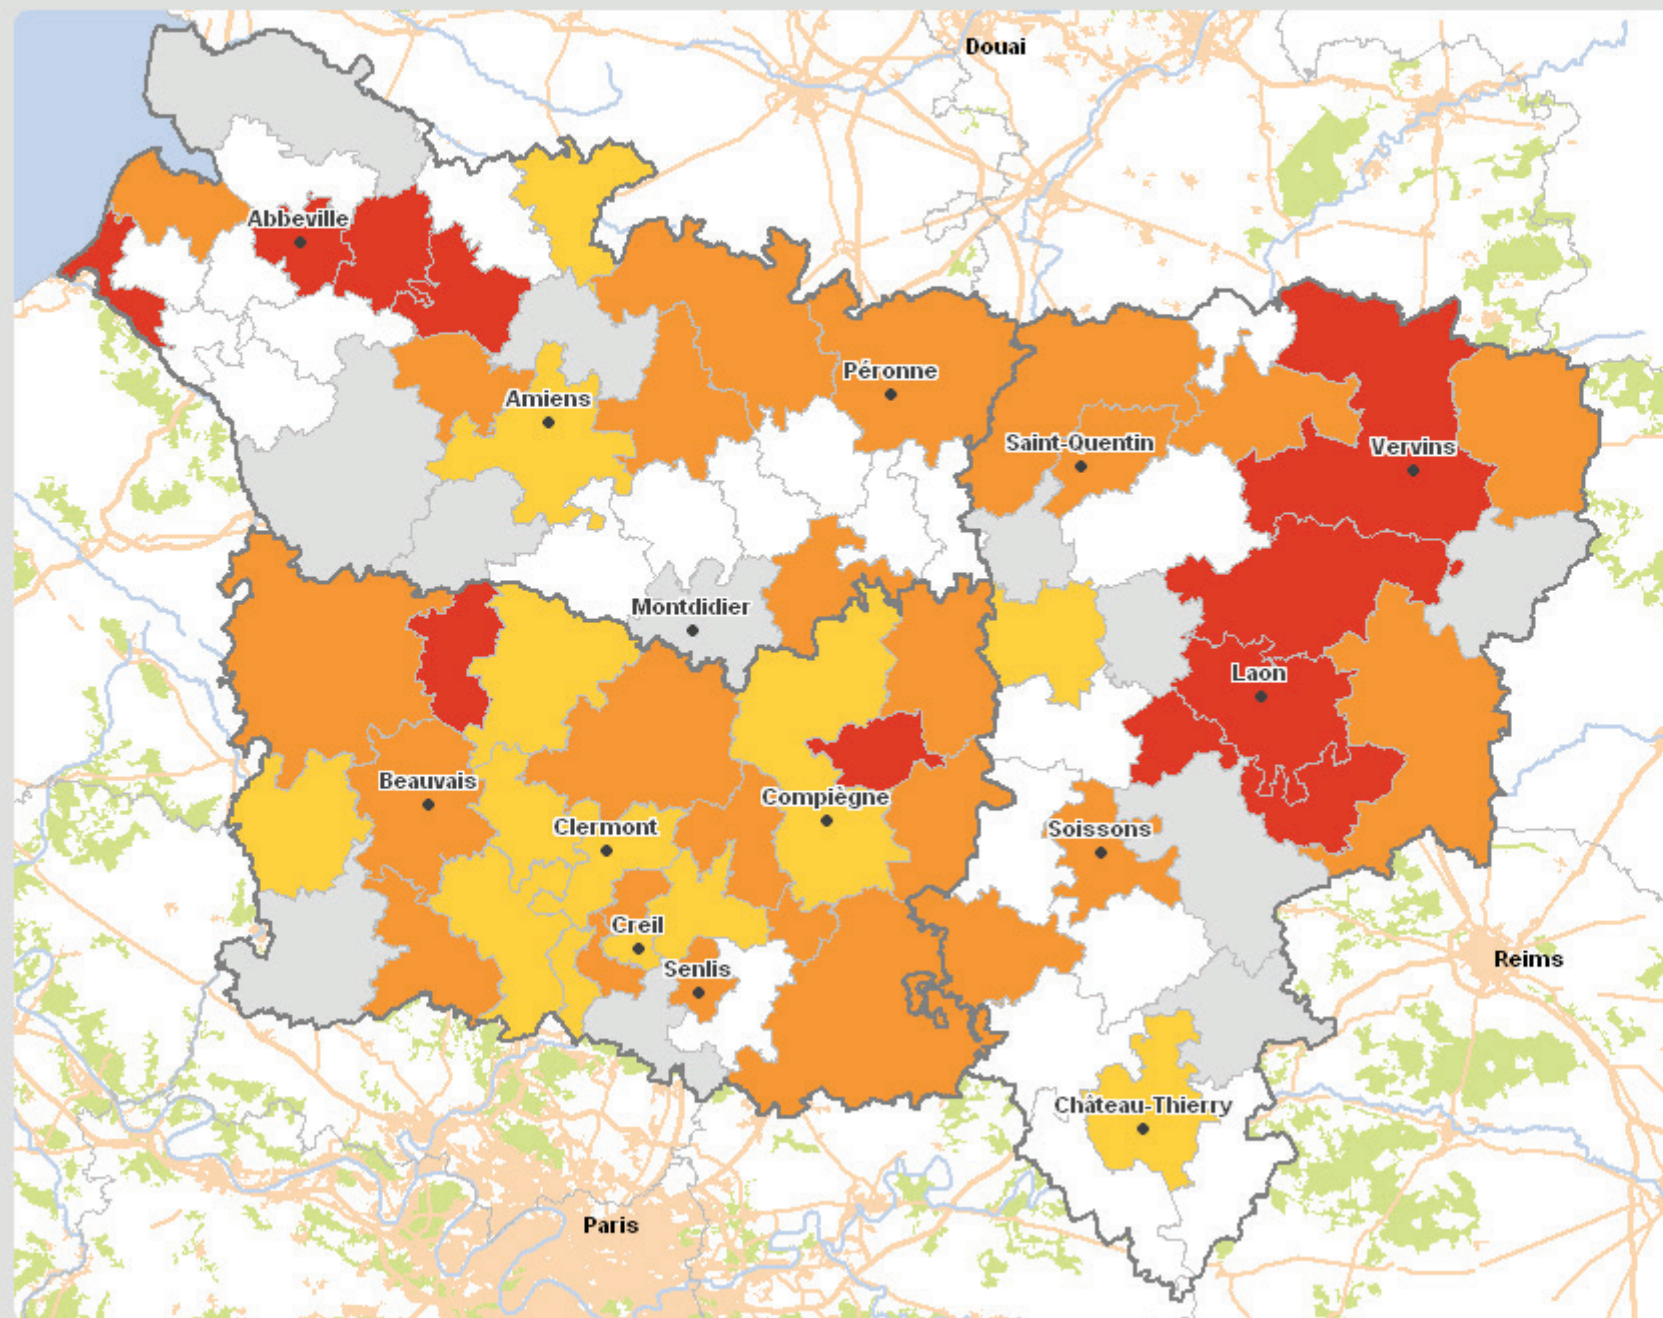 Douai
Abbeville
Péronne
Amiens
Saint-Quentin
Vervins
Montdidier
Laon
Beauvais
Compiègne
Clermont
Soissons
Creil
Senlis
Reims
Château-Thierry
Paris